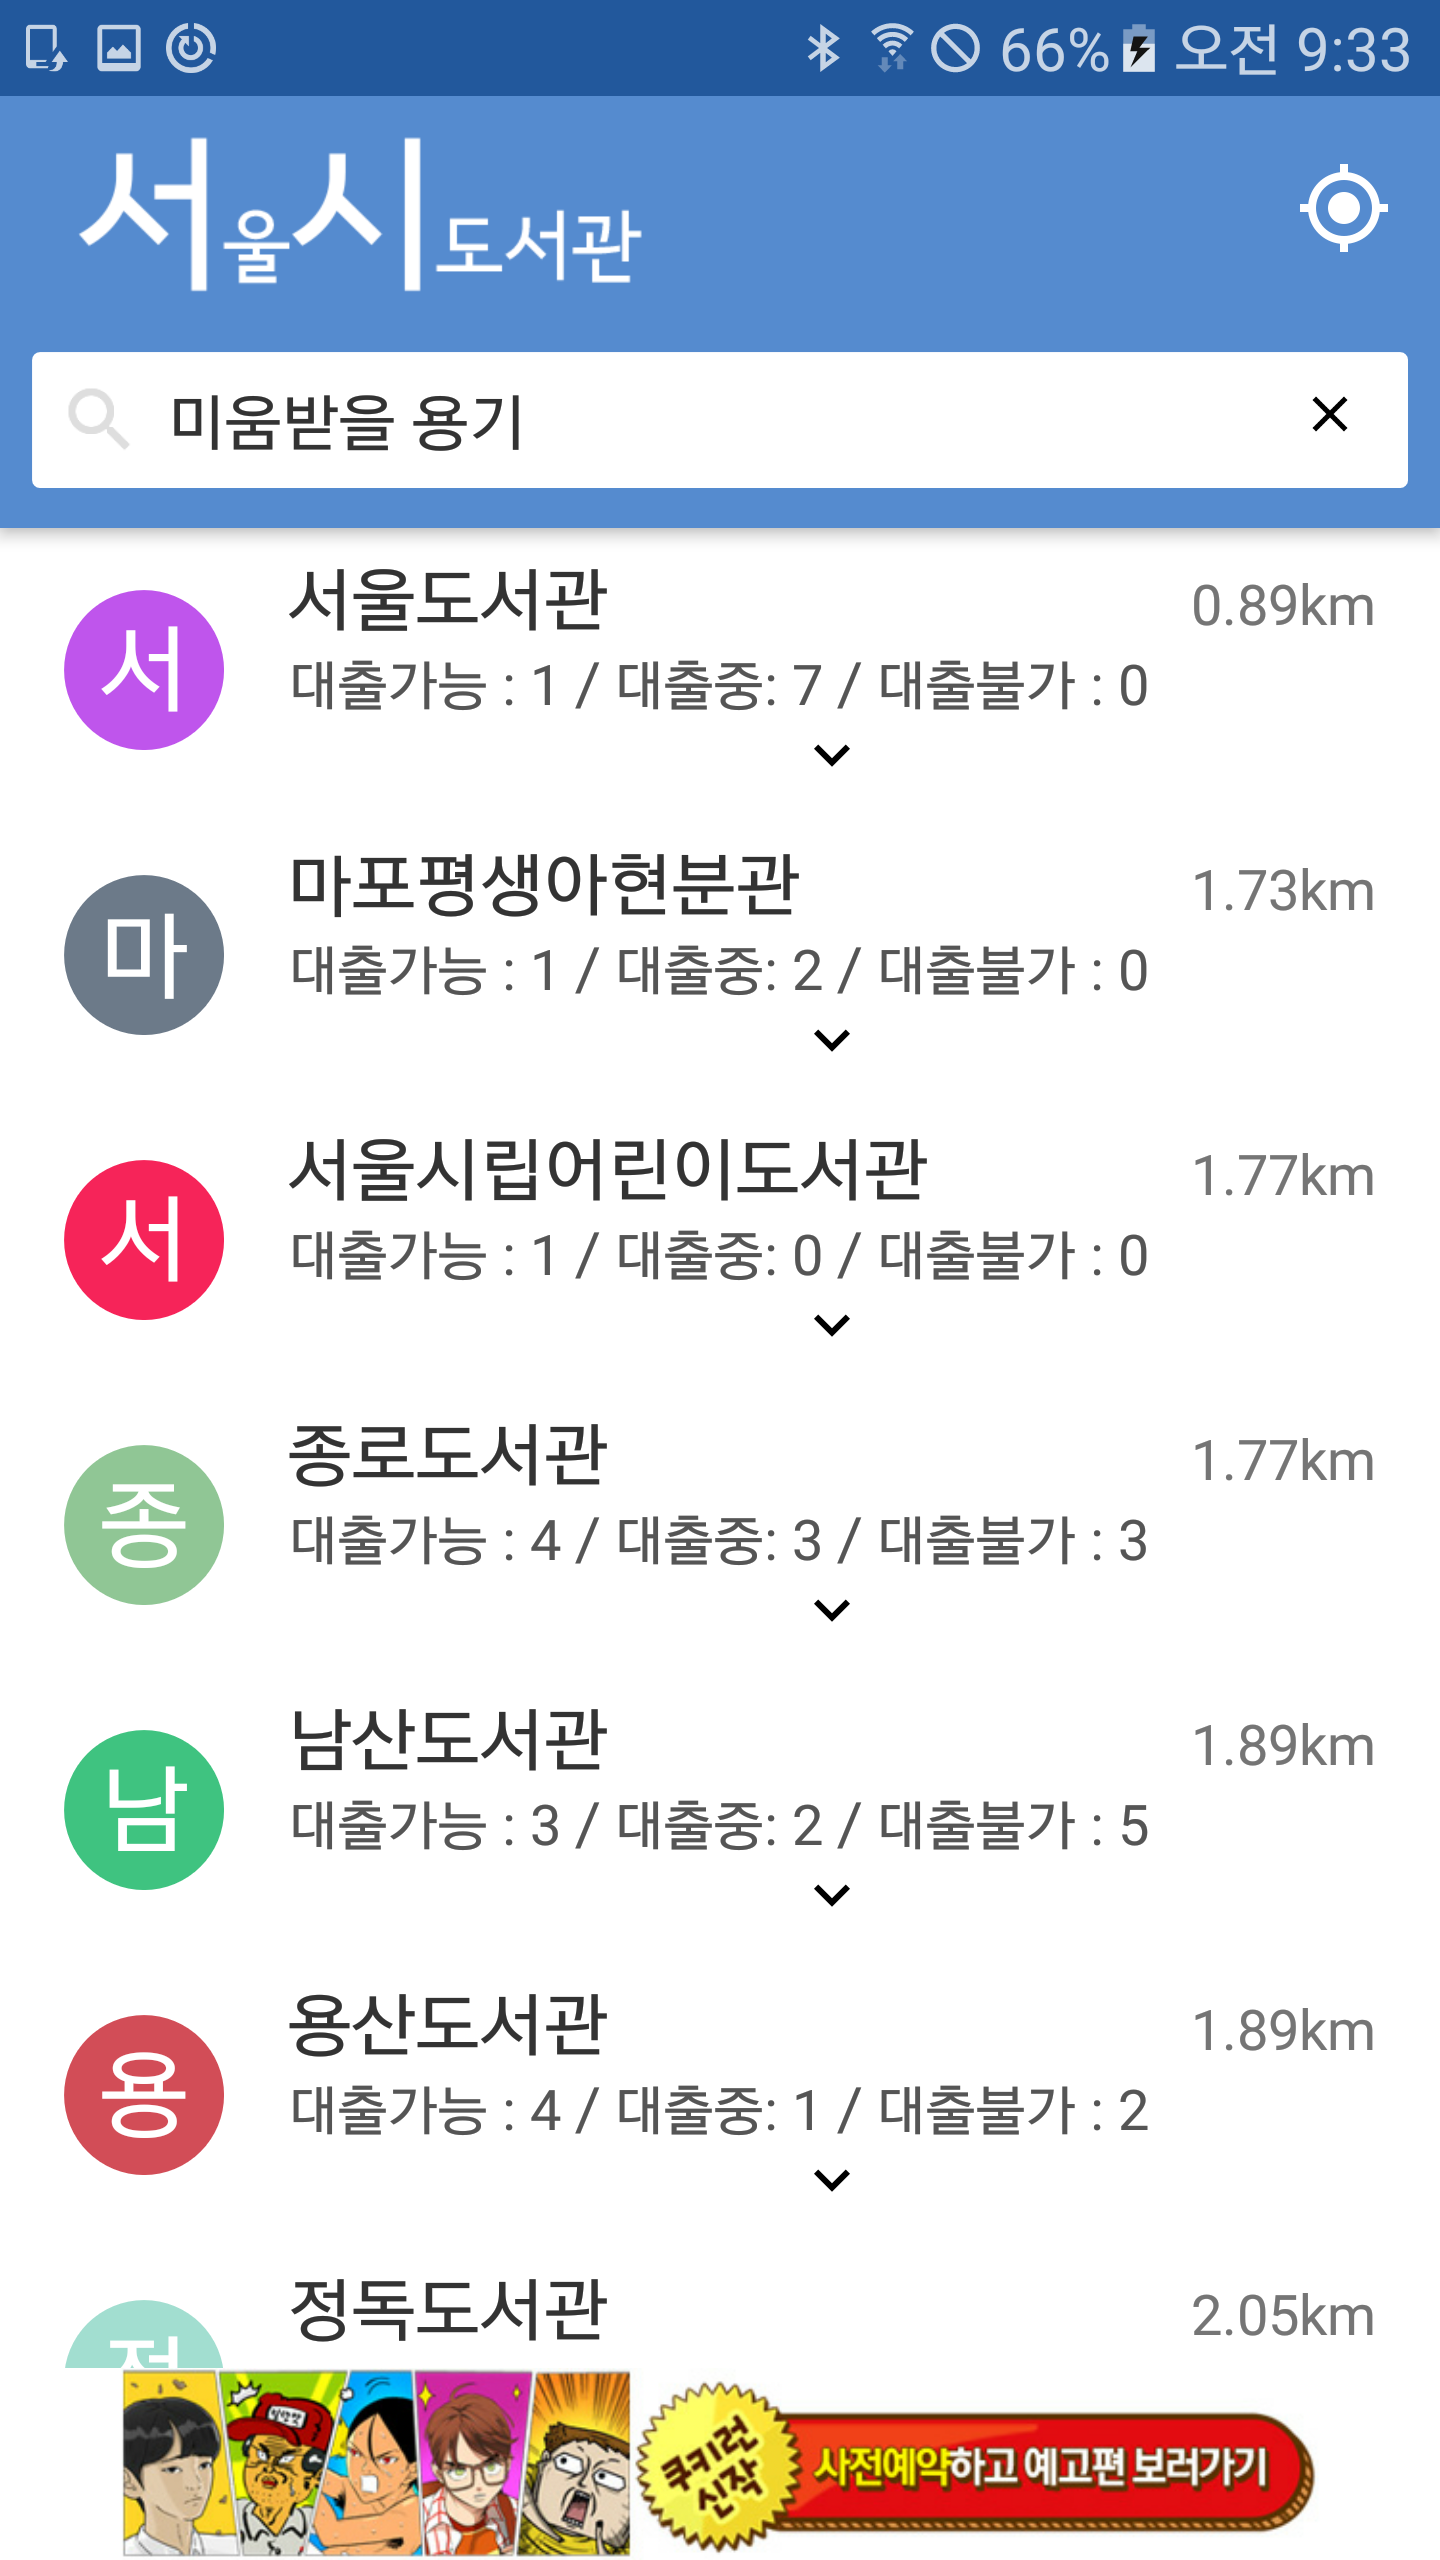 66% 오전 9:33
서울시도서관
미움받을 용기
서
서울도서관 0.89km
대출가능 : 1 / 대출중: 7 / 대출불가 : 0
마
마포평생아현분관 1.73km
대출가능 : 1 / 대출중: 2 / 대출불가 : 0
서
서울시립어린이도서관 1.77km
대출가능 : 1 / 대출중: 0 / 대출불가 : 0
종
종로도서관 1.77km
대출가능 : 4 / 대출중: 3 / 대출불가 : 3
남
남산도서관 1.89km
대출가능 : 3 / 대출중: 2 / 대출불가 : 5
용
용산도서관 1.89km
대출가능 : 4 / 대출중: 1 / 대출불가 : 2
정독도서관 2.05km
쿠키런
신작
사전예약하고 예고편 보러가기